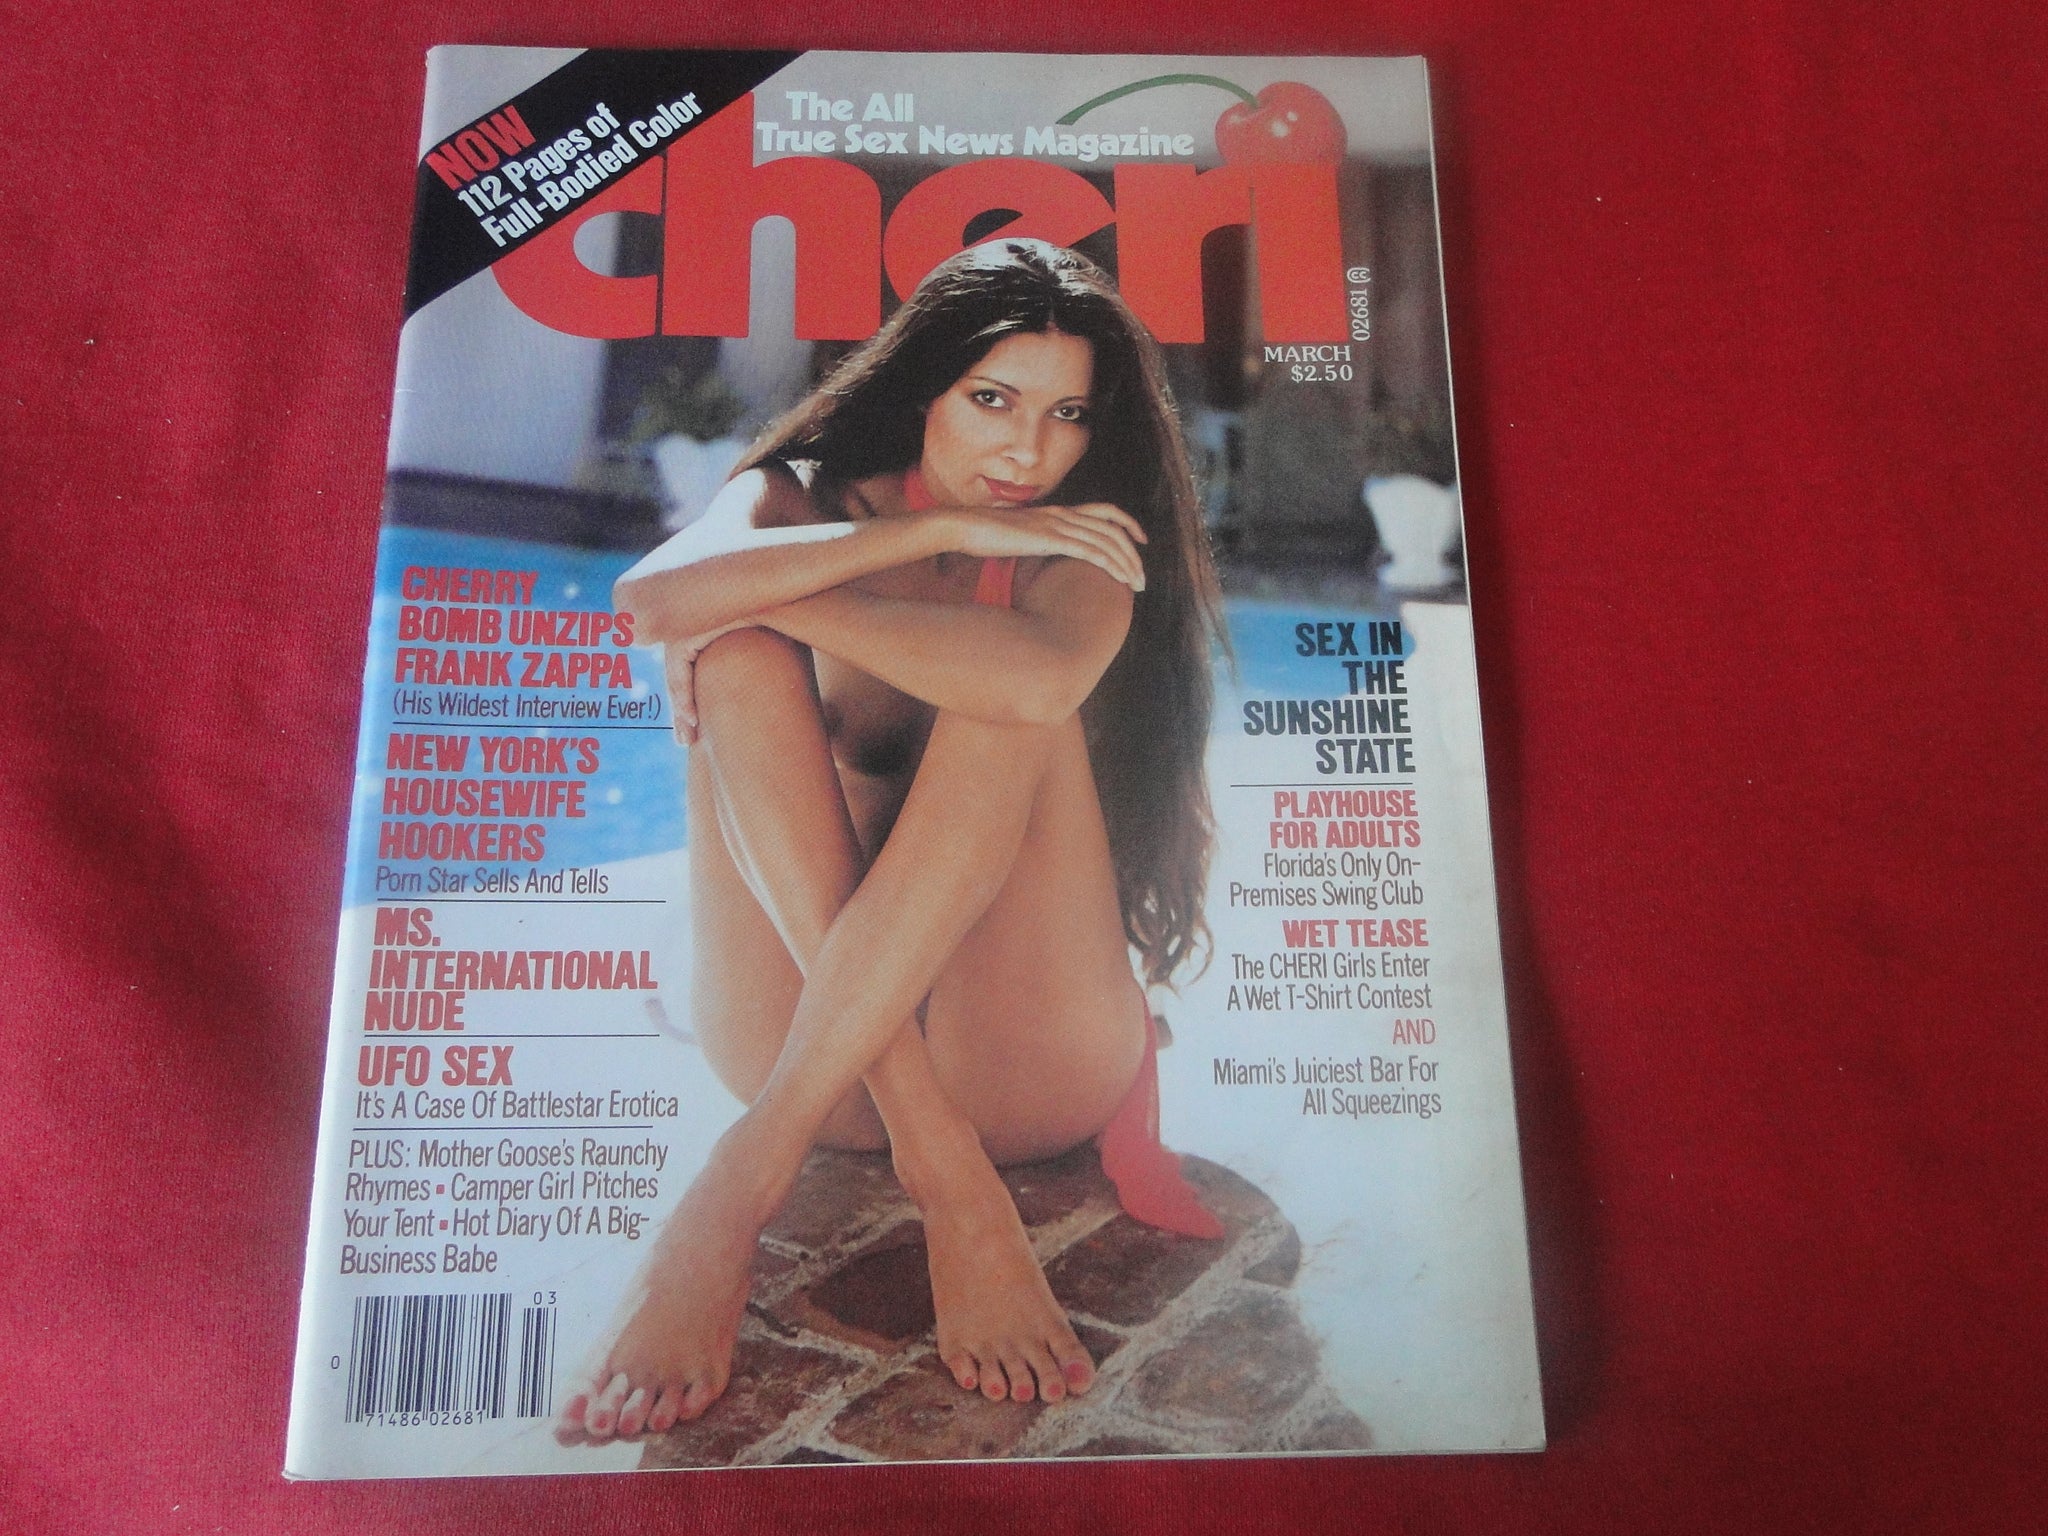 NOW
112 Pages of
Full-Bodied Color
The All
True Sex News Magazine
cheri
02681
MARCH
$2.50
CHERRY
BOMB UNZIPS
FRANK ZAPPA
(His Wildest Interview Ever!)
NEW YORK'S
HOUSEWIFE
HOOKERS
Porn Star Sells And Tells
MS.
INTERNATIONAL
NUDE
UFO SEX
It's A Case Of Battlestar Erotica
PLUS: Mother Goose's Raunchy
Rhymes ▪ Camper Girl Pitches
Your Tent ▪ Hot Diary Of A Big-
Business Babe
SEX IN
THE
SUNSHINE
STATE
PLAYHOUSE
FOR ADULTS
Florida's Only On-
Premises Swing Club
WET TEASE
The CHERI Girls Enter
A Wet T-Shirt Contest
AND
Miami's Juiciest Bar For
All Squeezings
03
0 71486 02681